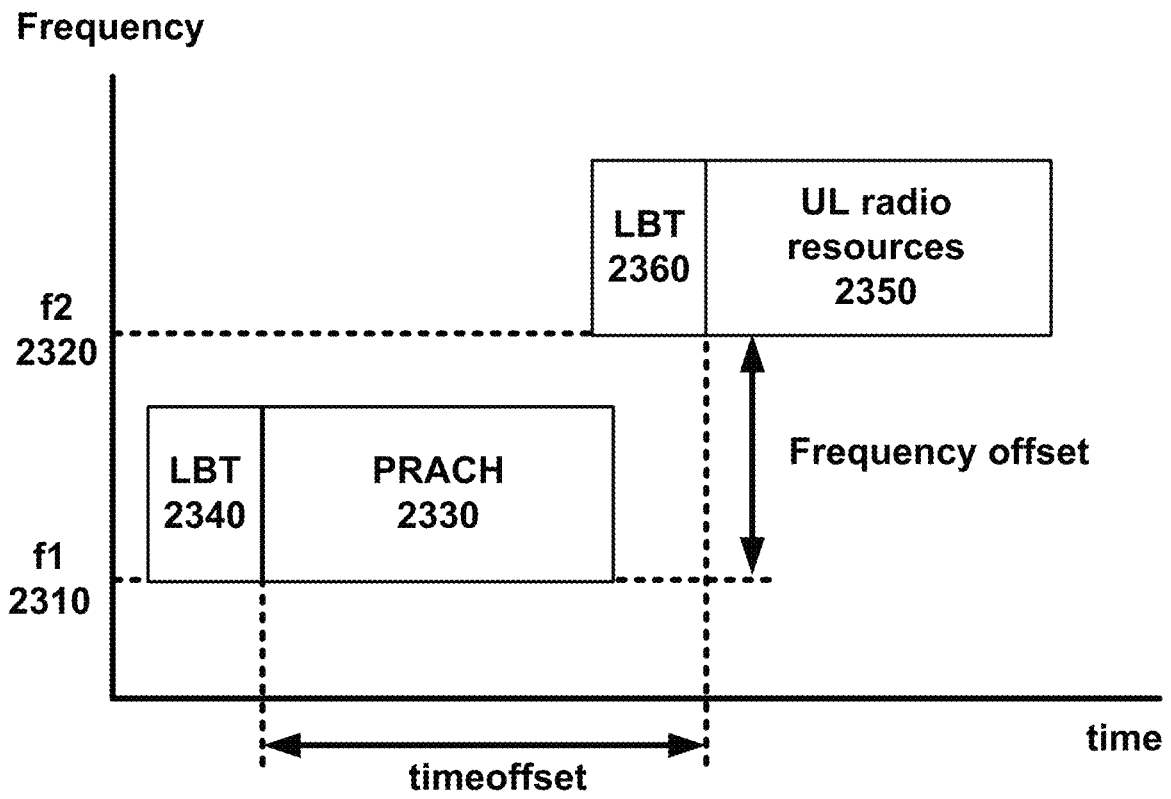 Frequency
LBT
2360
UL radio
resources
2350
f2
2320
Frequency offset
LBT
2340
PRACH
2330
f1
2310
time
timeoffset